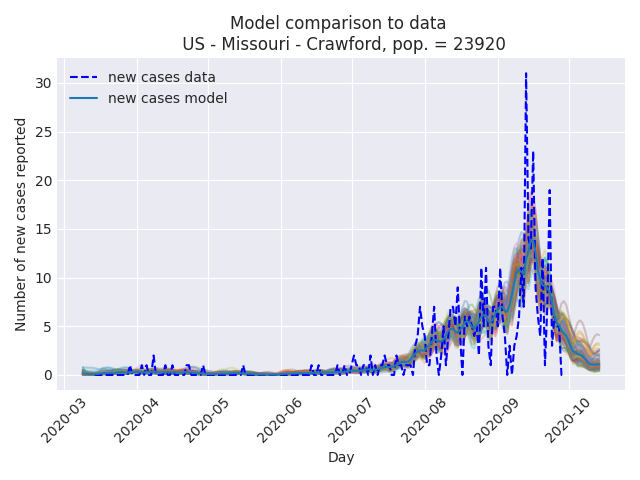 Model comparison to data
US - Missouri - Crawford, pop. = 23920
new cases data
new cases model
Number of new cases reported
30
25
20
15
10
5
0
2020-03
2020-04
2020-05
2020-06
2020-07
2020-08
2020-09
2020-10
Day